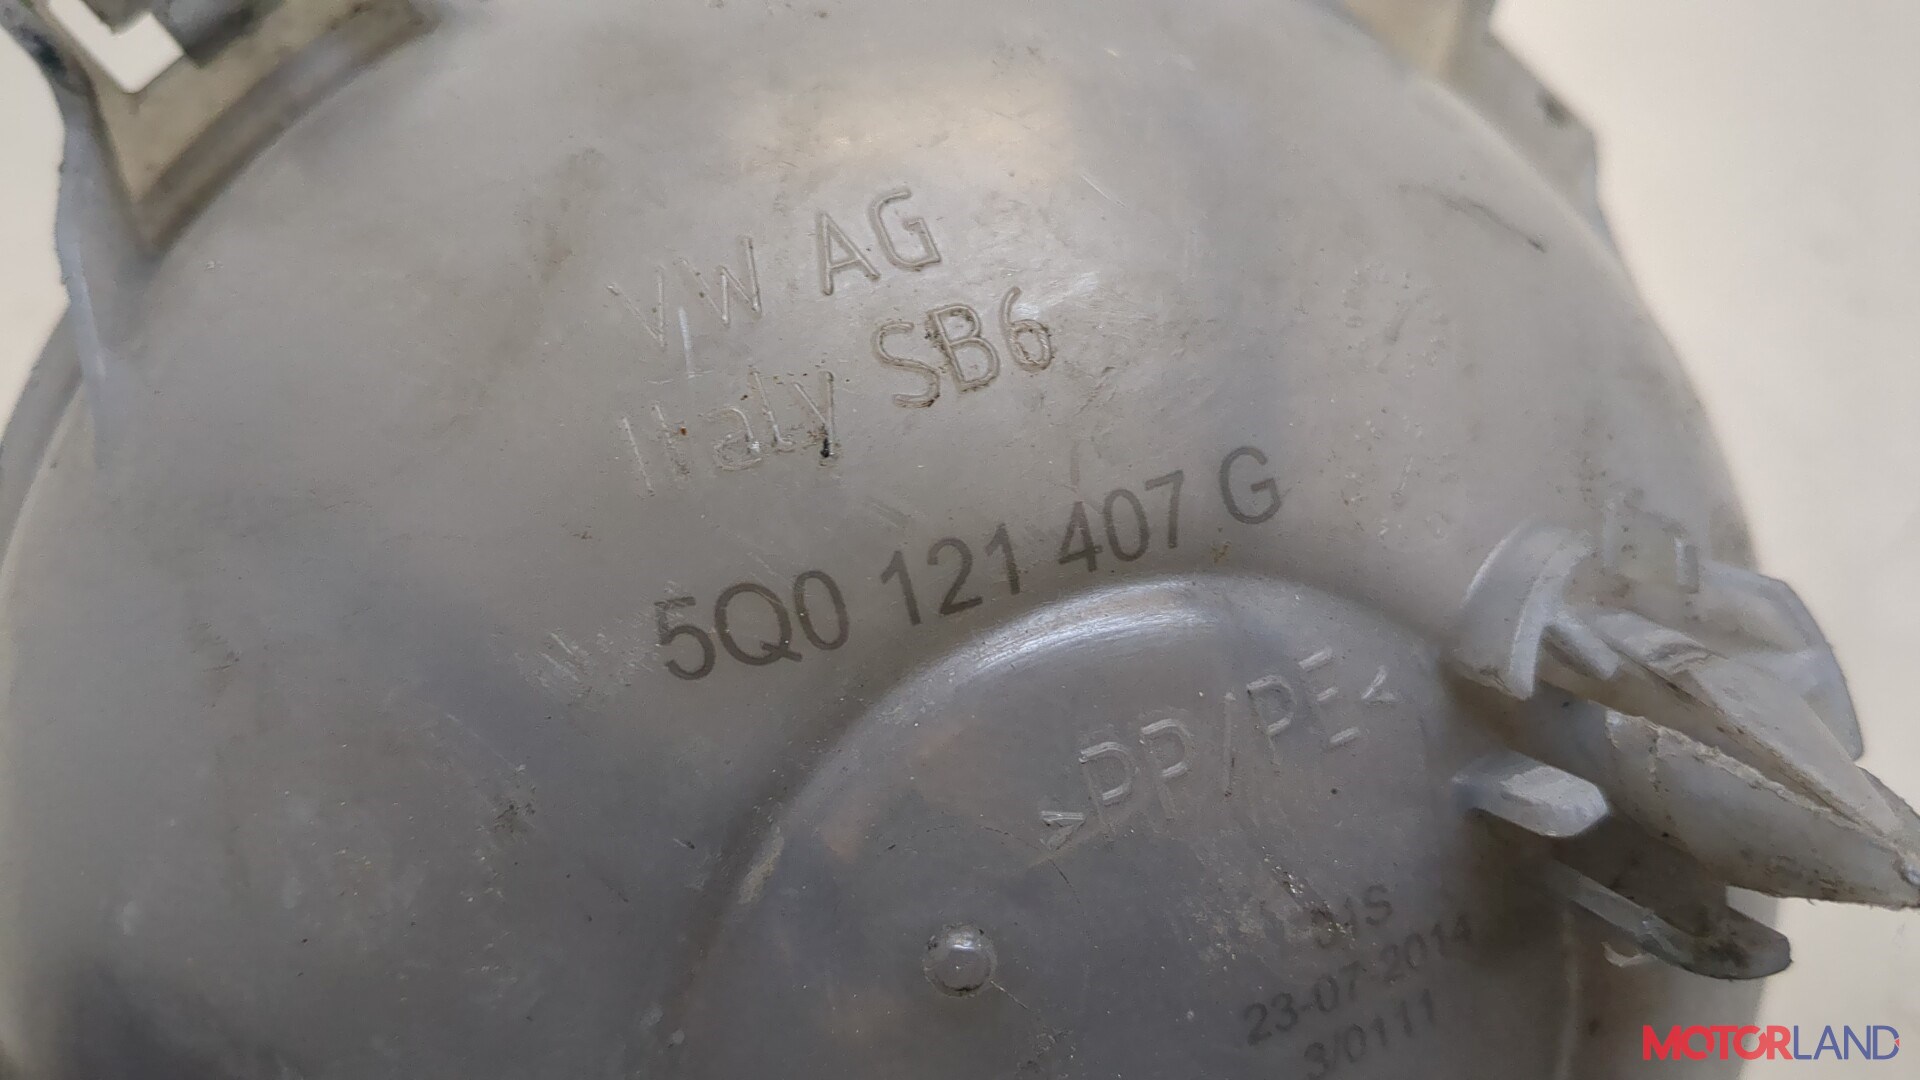 VW AG
Italy SB6
5Q0 121 407 G
>PP/PE<
23-07-2014
3/0111
MOTORLAND